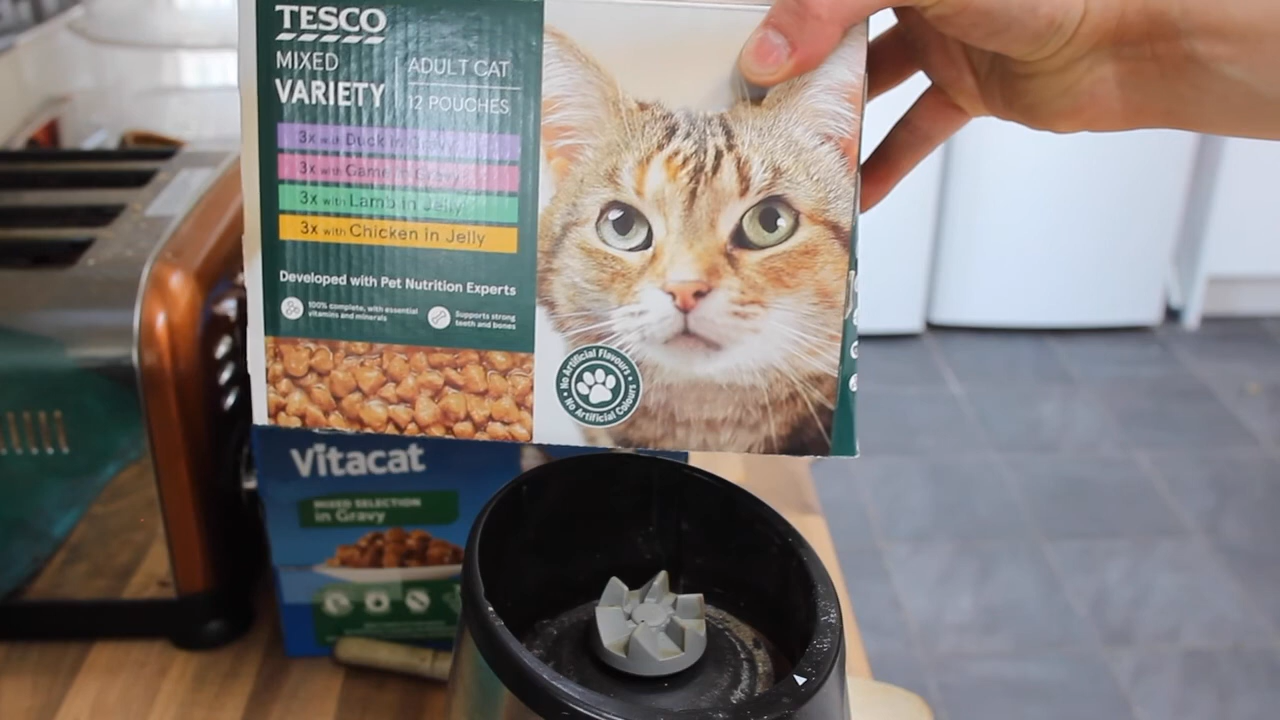 TESCO
MIXED
VARIETY
ADULT CAT
12 POUCHES
3x with Duck in Gravy
3x with Game in Gravy
3x with Lamb in Jelly
3x with Chicken in Jelly
Developed with Pet Nutrition Experts
100% complete, with essential
vitamins and minerals
Supports strong
teeth and bones
No Artificial Flavours •
No Artificial Colours •
Vitacat
MIXED SELECTION
in Gravy